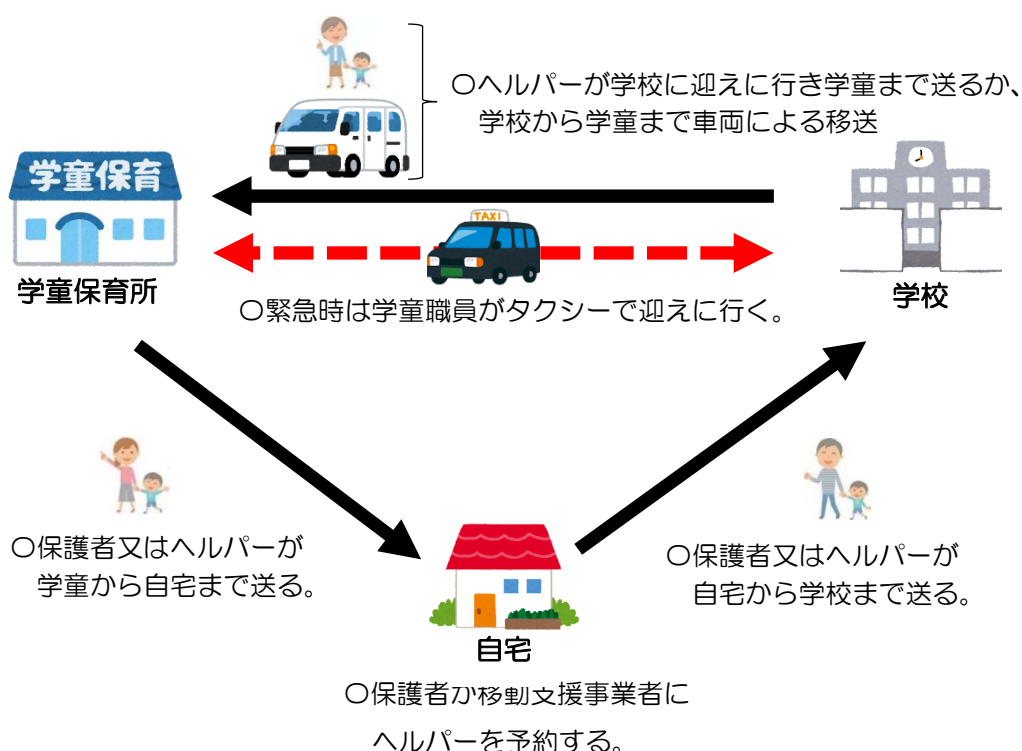 〇ヘルパーが学校に迎えに行き学童まで送るか、
学校から学童まで車両による移送
学童保育
TAXI
学童保育所
学校
〇緊急時は学童職員がタクシーで迎えに行く。
〇保護者又はヘルパーが
学童から自宅まで送る。
〇保護者又はヘルパーが
自宅から学校まで送る。
自宅
〇保護者が移動支援事業者に
ヘルパーを予約する。